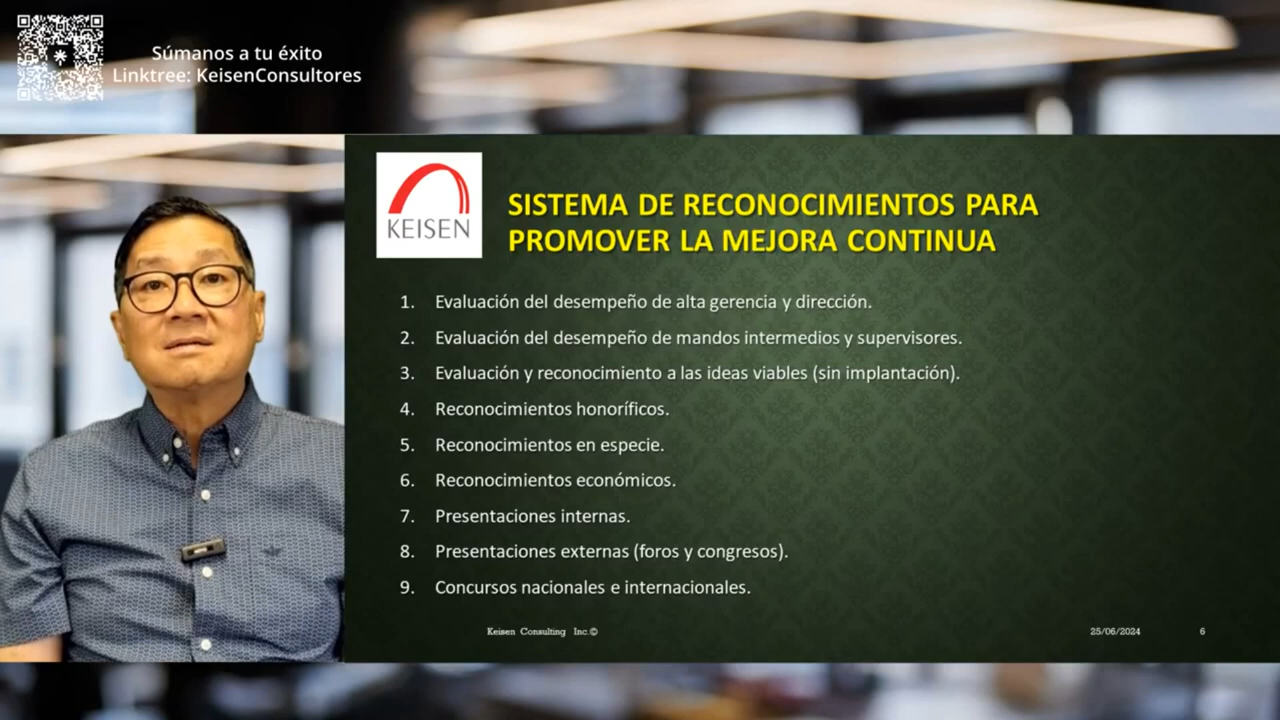 Súmanos a tu éxito
Linktree: KeisenConsultores
KEISEN
SISTEMA DE RECONOCIMIENTOS PARA
PROMOVER LA MEJORA CONTINUA
1. Evaluación del desempeño de alta gerencia y dirección.
2. Evaluación del desempeño de mandos intermedios y supervisores.
3. Evaluación y reconocimiento a las ideas viables (sin implantación).
4. Reconocimientos honoríficos.
5. Reconocimientos en especie.
6. Reconocimientos económicos.
7. Presentaciones internas.
8. Presentaciones externas (foros y congresos).
9. Concursos nacionales e internacionales.
Keisen Consulting Inc.©
25/06/2024
6